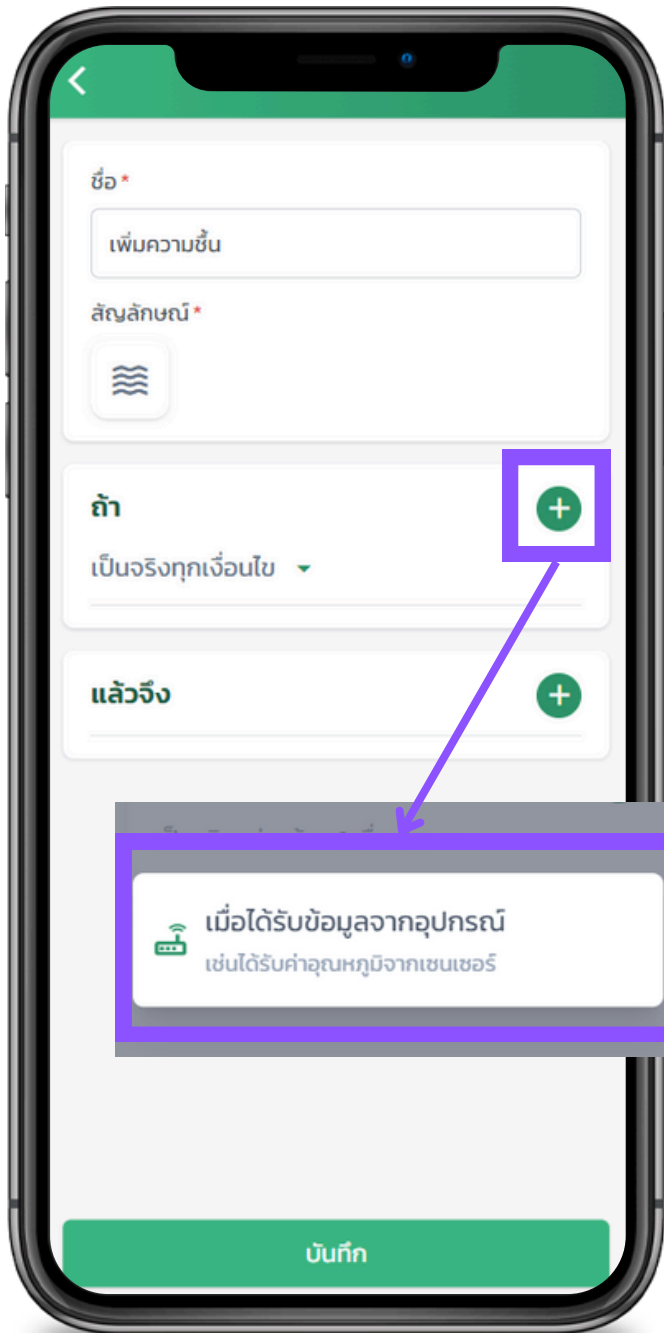 ชื่อ *
เพิ่มความชื้น
สัญลักษณ์ *
ถ้า
เป็นจริงทุกเงื่อนไข
แล้วจึง
เมื่อได้รับข้อมูลจากอุปกรณ์
เช่นได้รับค่าอุณหภูมิจากเซนเซอร์
บันทึก